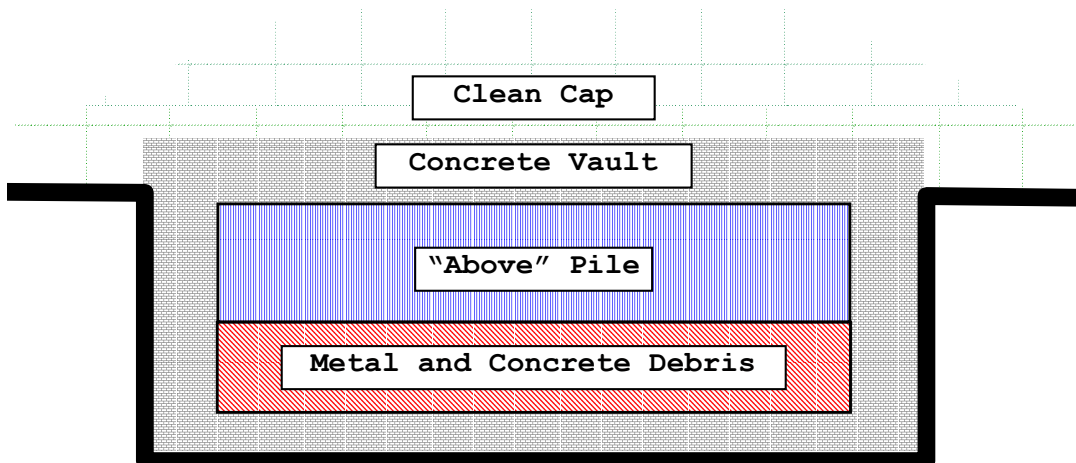 Clean Cap
Concrete Vault
“Above” Pile
Metal and Concrete Debris